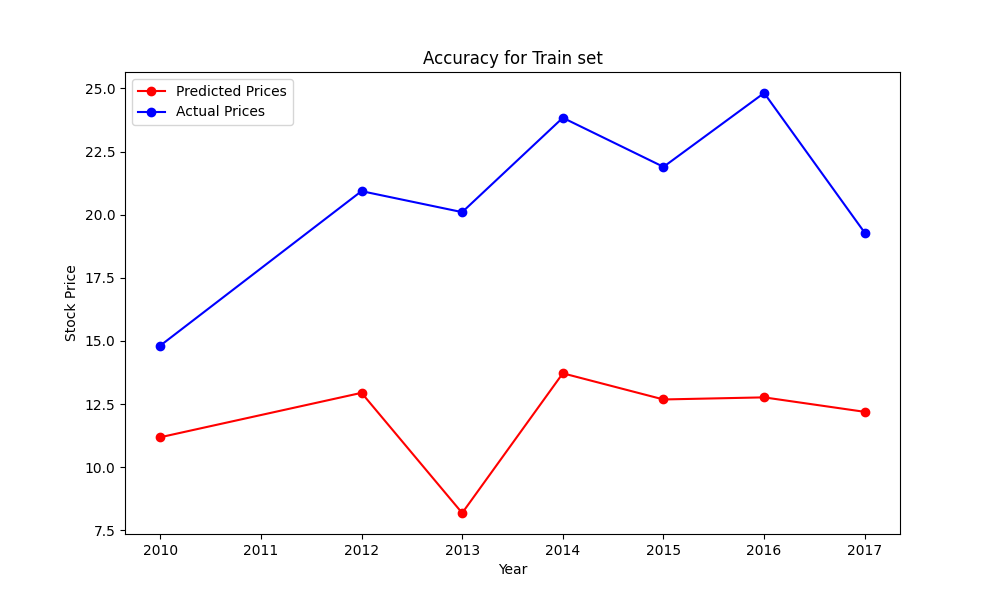 Accuracy for Train set
Predicted Prices
Actual Prices
25.0
22.5
20.0
17.5
15.0
12.5
10.0
7.5
Stock Price
2010 2011 2012 2013 2014 2015 2016 2017
Year